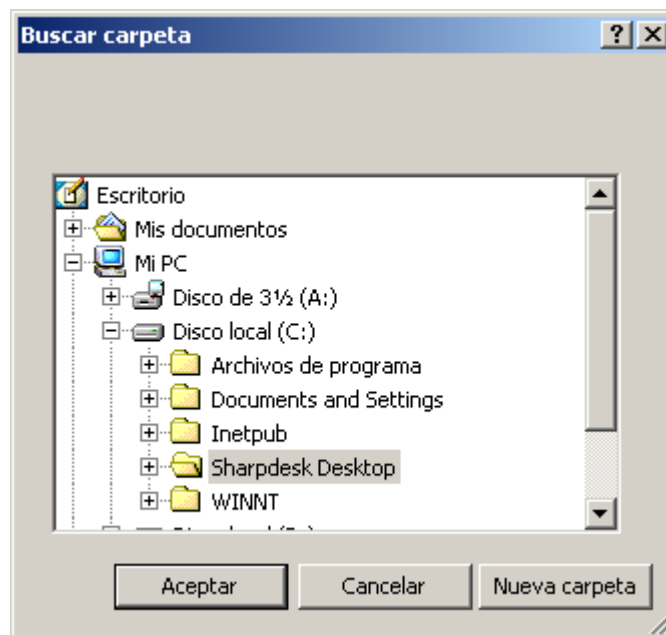 Buscar carpeta
Escritorio
Mis documentos
Mi PC
Disco de 3½ (A:)
Disco local (C:)
Archivos de programa
Documents and Settings
Inetpub
Sharpdesk Desktop
WINNT
Aceptar
Cancelar
Nueva carpeta